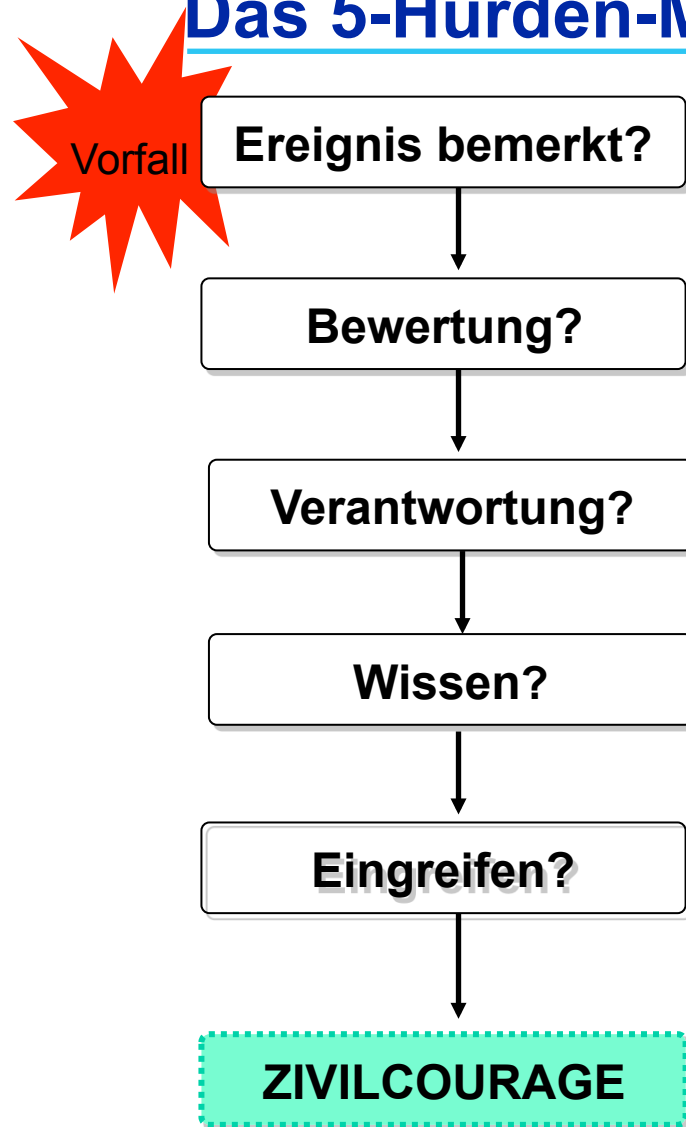 Das 5-Hürden-M
Vorfall
Ereignis bemerkt?
Bewertung?
Verantwortung?
Wissen?
Eingreifen?
ZIVILCOURAGE